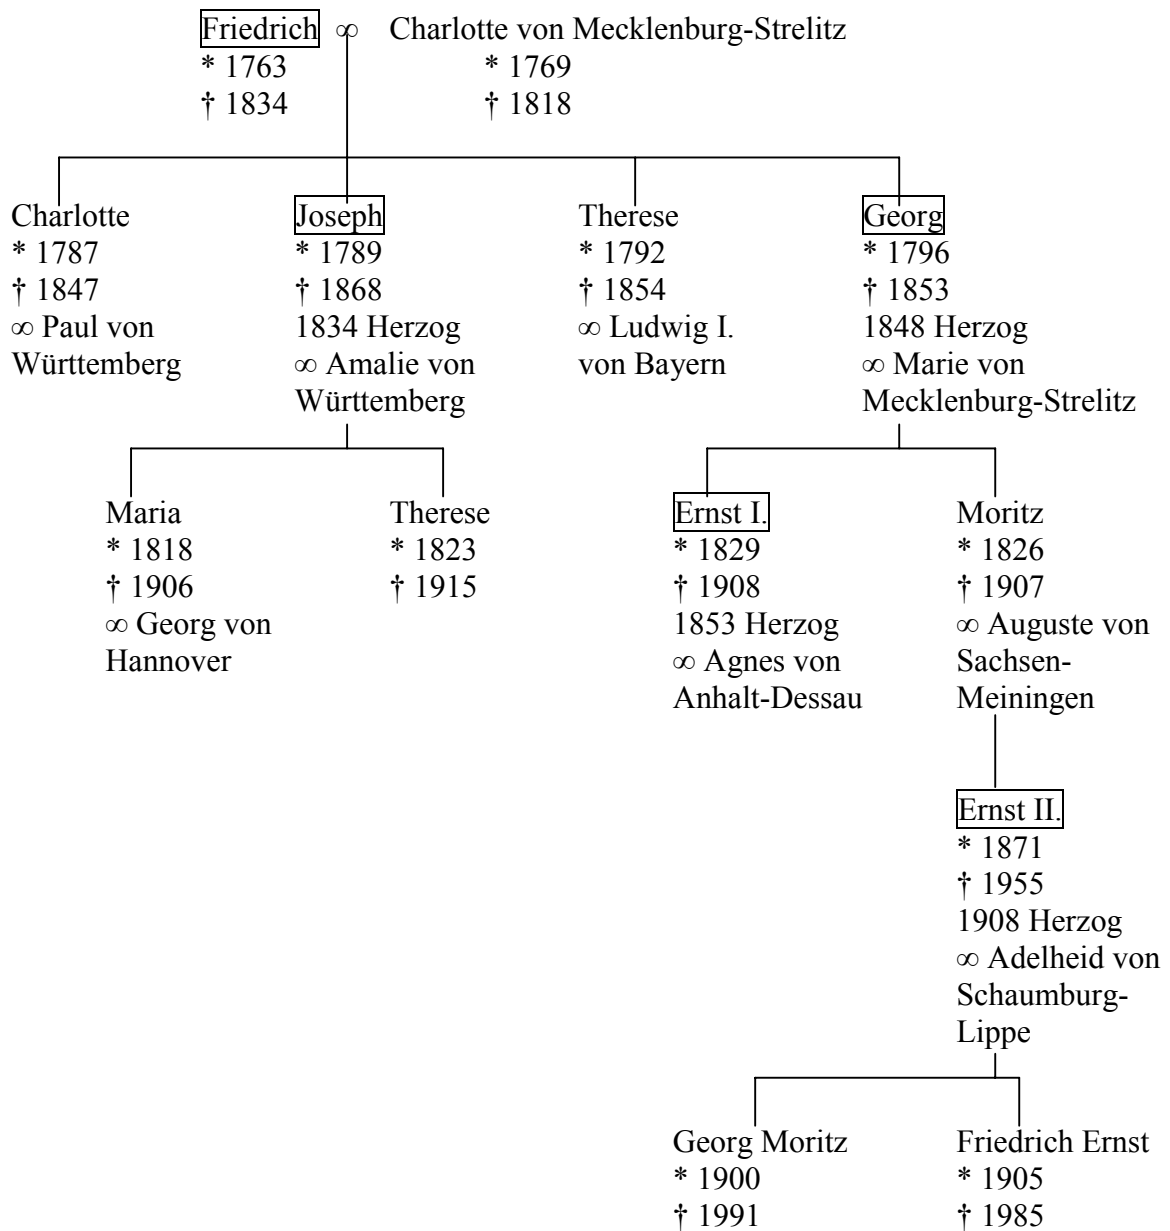 Friedrich ∞ Charlotte von Mecklenburg-Strelitz
* 1763 * 1769
† 1834 † 1818
Charlotte
* 1787
† 1847
∞ Paul von
Württemberg
Joseph
* 1789
† 1868
1834 Herzog
∞ Amalie von
Württemberg
Therese
* 1792
† 1854
∞ Ludwig I.
von Bayern
Georg
* 1796
† 1853
1848 Herzog
∞ Marie von
Mecklenburg-Strelitz
Maria
* 1818
† 1906
∞ Georg von
Hannover
Therese
* 1823
† 1915
Ernst I.
* 1829
† 1908
1853 Herzog
∞ Agnes von
Anhalt-Dessau
Moritz
* 1826
† 1907
∞ Auguste von
Sachsen-
Meiningen
Ernst II.
* 1871
† 1955
1908 Herzog
∞ Adelheid von
Schaumburg-
Lippe
Georg Moritz
* 1900
† 1991
Friedrich Ernst
* 1905
† 1985